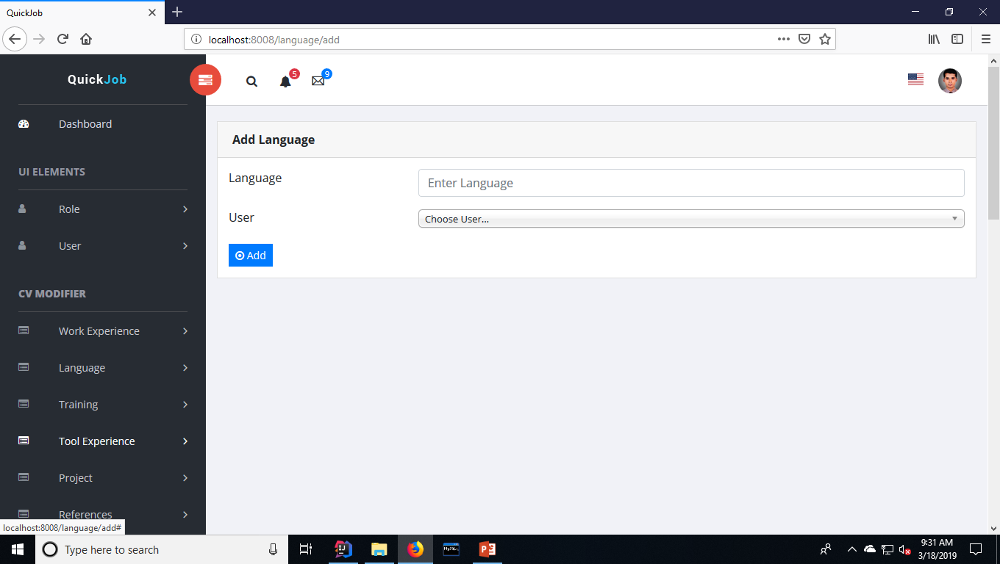 QuickJob
localhost:8008/language/add
QuickJob
5
9
Dashboard
UI ELEMENTS
Role
User
CV MODIFIER
Work Experience
Language
Training
Tool Experience
Project
References
Add Language
Language
Enter Language
User
Choose User...
Add
localhost:8008/language/add#
Type here to search
IJ
MySQL
P
9:31 AM
3/18/2019